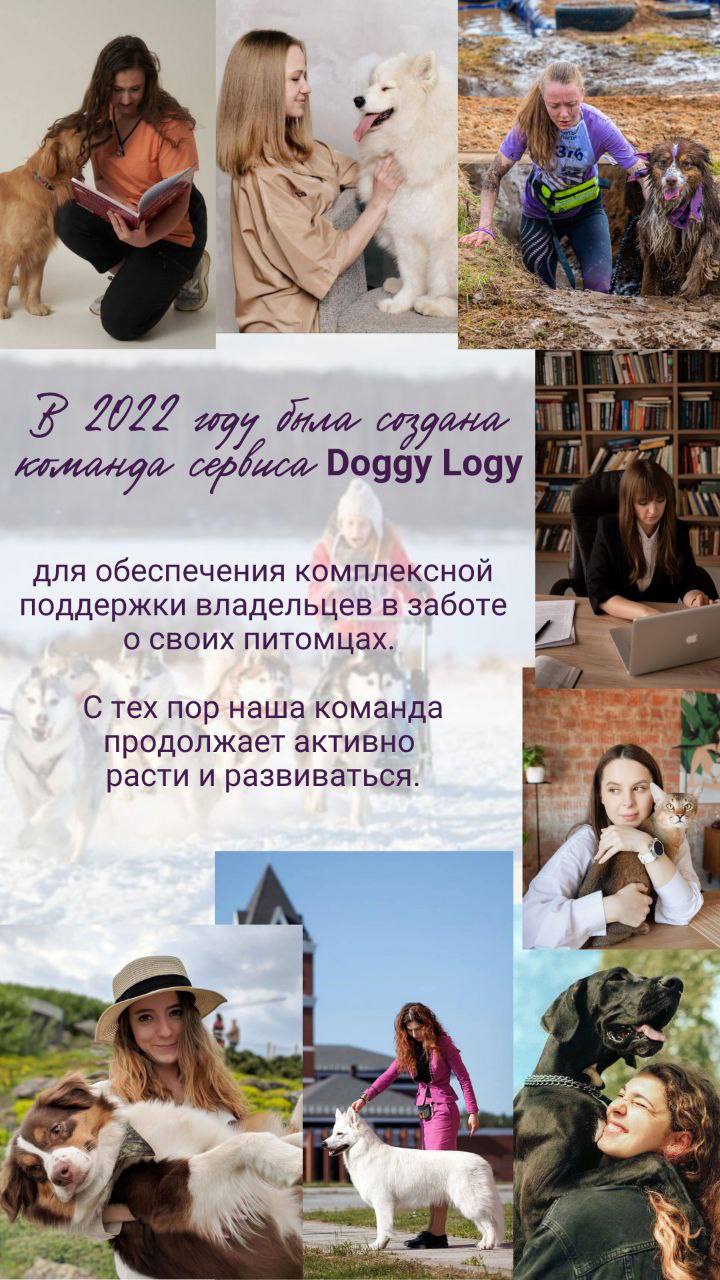 В 2022 году была создана
команда сервиса Doggy Logy
для обеспечения комплексной
поддержки владельцев в заботе
о своих питомцах.
С тех пор наша команда
продолжает активно
расти и развиваться.